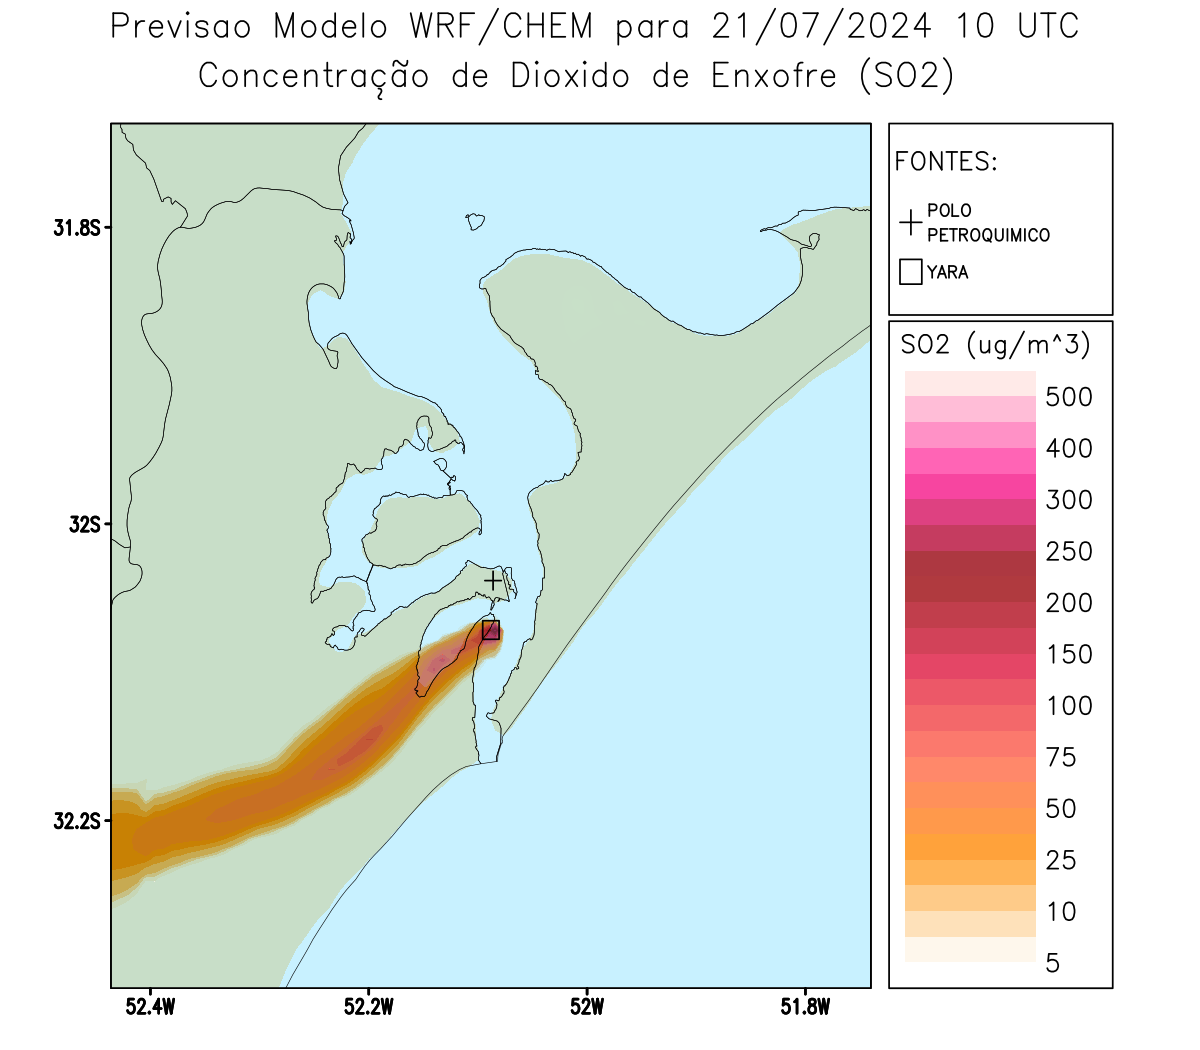 Previsao Modelo WRF/CHEM para 21/07/2024 10 UTC
Concentração de Dioxido de Enxofre (SO2)
FONTES:
POLO
PETROQUIMICO
YARA
SO2 (ug/m^3)
500
400
300
250
200
150
100
75
50
25
10
5
31.8S
32S
32.2S
52.4W
52.2W
52W
51.8W